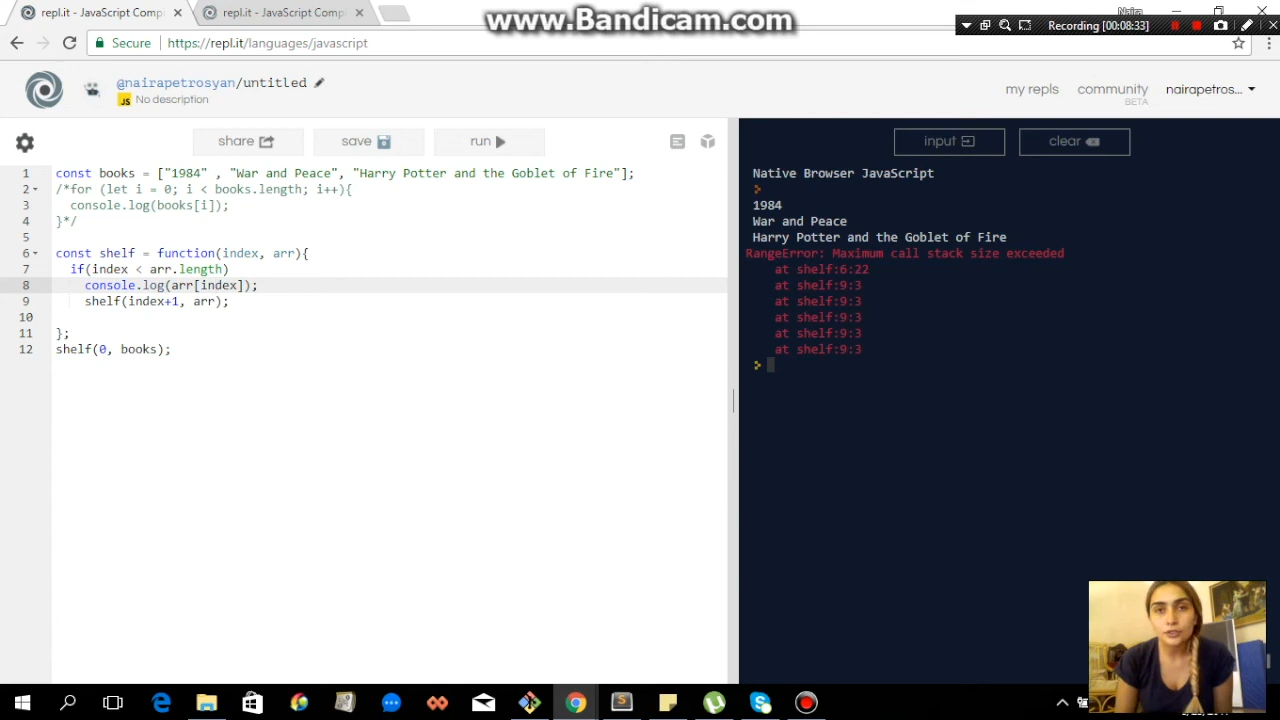 www.Bandicam.com
repl.it - JavaScript Comp
repl.it - JavaScript Comp
Naira
Recording [00:08:33]
Secure
https://repl.it/languages/javascript
@nairapetrosyan/untitled
JS No description
my repls
community
BETA
nairapetros...
share
save
run
input
clear
1 const books = ["1984" , "War and Peace", "Harry Potter and the Goblet of Fire"];
2 /*for (let i = 0; i < books.length; i++){
3 console.log(books[i]);
4 }*/
5
6 const shelf = function(index, arr){
7 if(index < arr.length)
8 console.log(arr[index]);
9 shelf(index+1, arr);
10
11 };
12 shelf(0, books);
Native Browser JavaScript
1984
War and Peace
Harry Potter and the Goblet of Fire
RangeError: Maximum call stack size exceeded
at shelf:6:22
at shelf:9:3
at shelf:9:3
at shelf:9:3
at shelf:9:3
at shelf:9:3